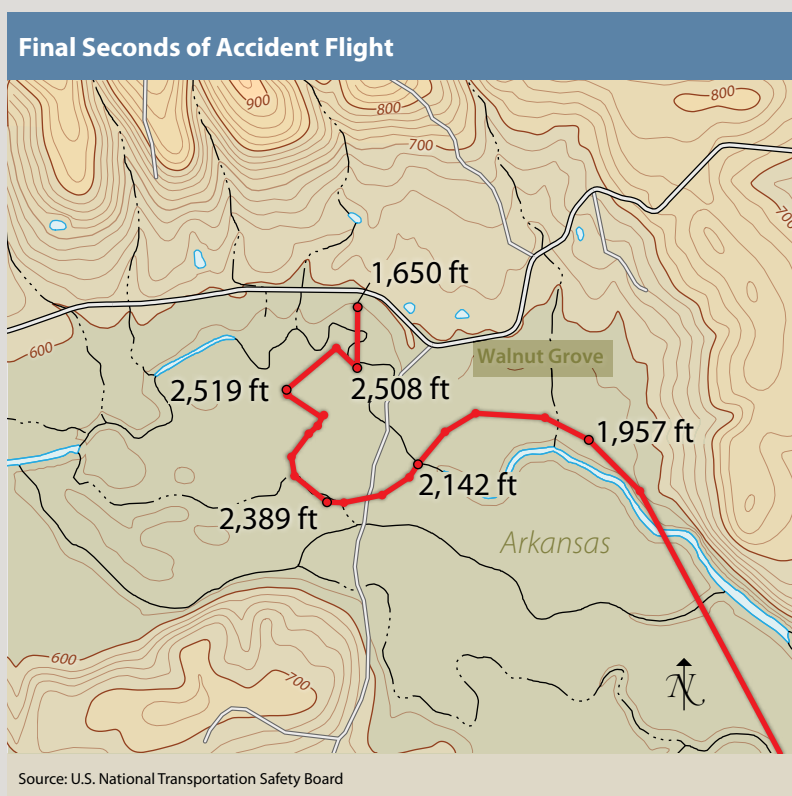 Final Seconds of Accident Flight
900
800
800
700
700
1,650 ft
600
Walnut Grove
2,519 ft
2,508 ft
1,957 ft
2,142 ft
2,389 ft
Arkansas
600
700
N
Source: U.S. National Transportation Safety Board